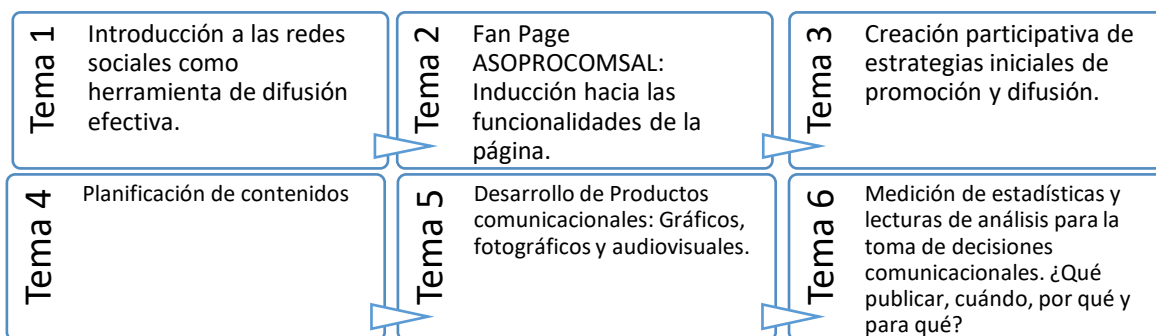 Tema 1
Introducción a las redes
sociales como
herramienta de difusión
efectiva.
Tema 2
Fan Page
ASOPROCOMSAL:
Inducción hacia las
funcionalidades de la
página.
Tema 3
Creación participativa de
estrategias iniciales de
promoción y difusión.
Tema 4
Planificación de contenidos
Tema 5
Desarrollo de Productos
comunicacionales: Gráficos,
fotográficos y audiovisuales.
Tema 6
Medición de estadísticas y
lecturas de análisis para la
toma de decisiones
comunicacionales. ¿Qué
publicar, cuándo, por qué y
para qué?